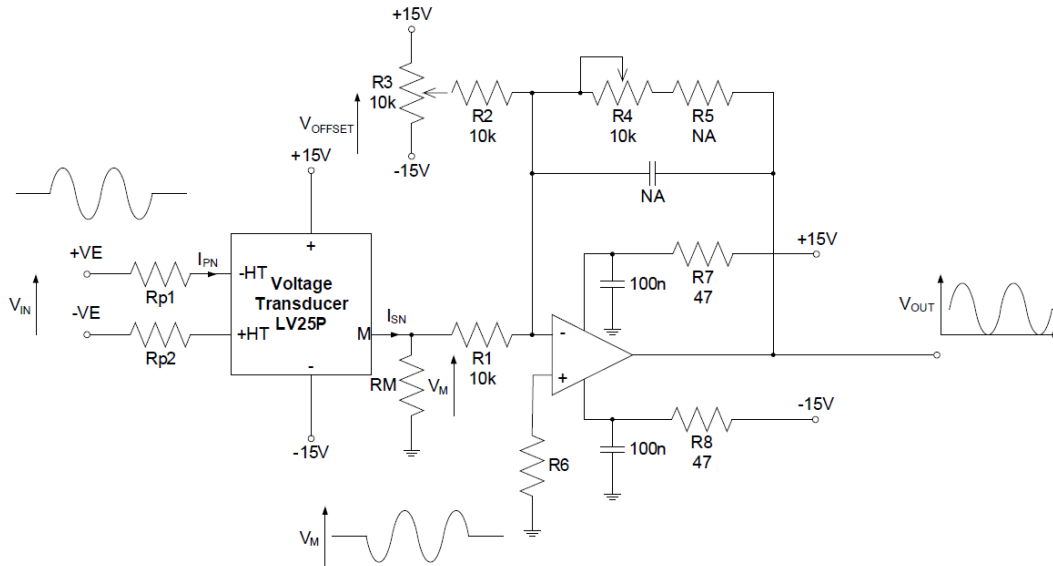 +15V
R3
10k
R2
10k
R4
10k
R5
NA
VOFFSET
-15V
+15V
NA
+15V
R7
47
100n
+VE
IPN
-HT
+
Voltage
Transducer
LV25P
Rp1
VIN
-VE
+HT
M
ISN
Rp2
-
R1
10k
RM
VM
-
+
VOUT
-15V
R8
47
100n
R6
-15V
VM